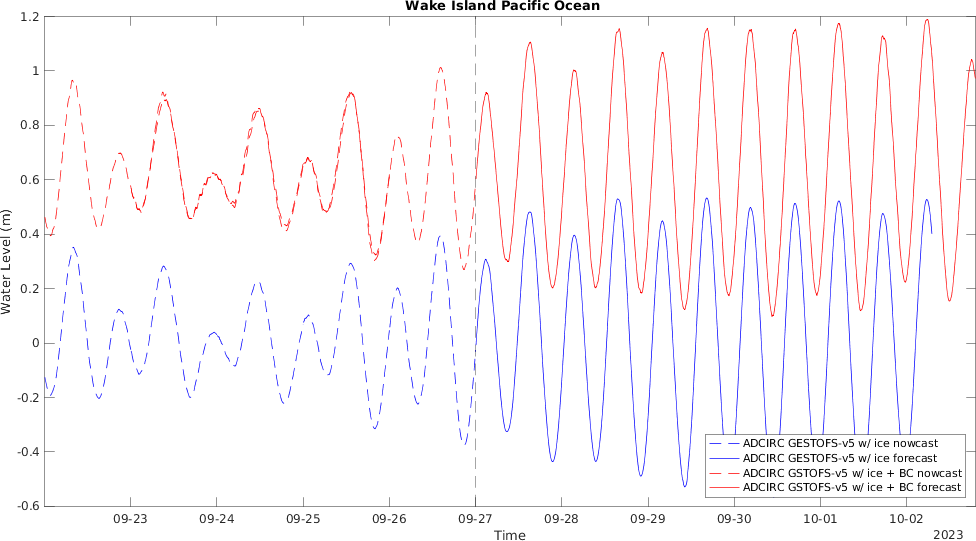 Wake Island Pacific Ocean
1.2
1
0.8
0.6
0.4
0.2
0
-0.2
-0.4
-0.6
Water Level (m)
ADCIRC GESTOFS-v5 w/ ice nowcast
ADCIRC GESTOFS-v5 w/ ice forecast
ADCIRC GSTOFS-v5 w/ ice + BC nowcast
ADCIRC GSTOFS-v5 w/ ice + BC forecast
09-23 09-24 09-25 09-26 09-27 09-28 09-29 09-30 10-01 10-02
Time
2023